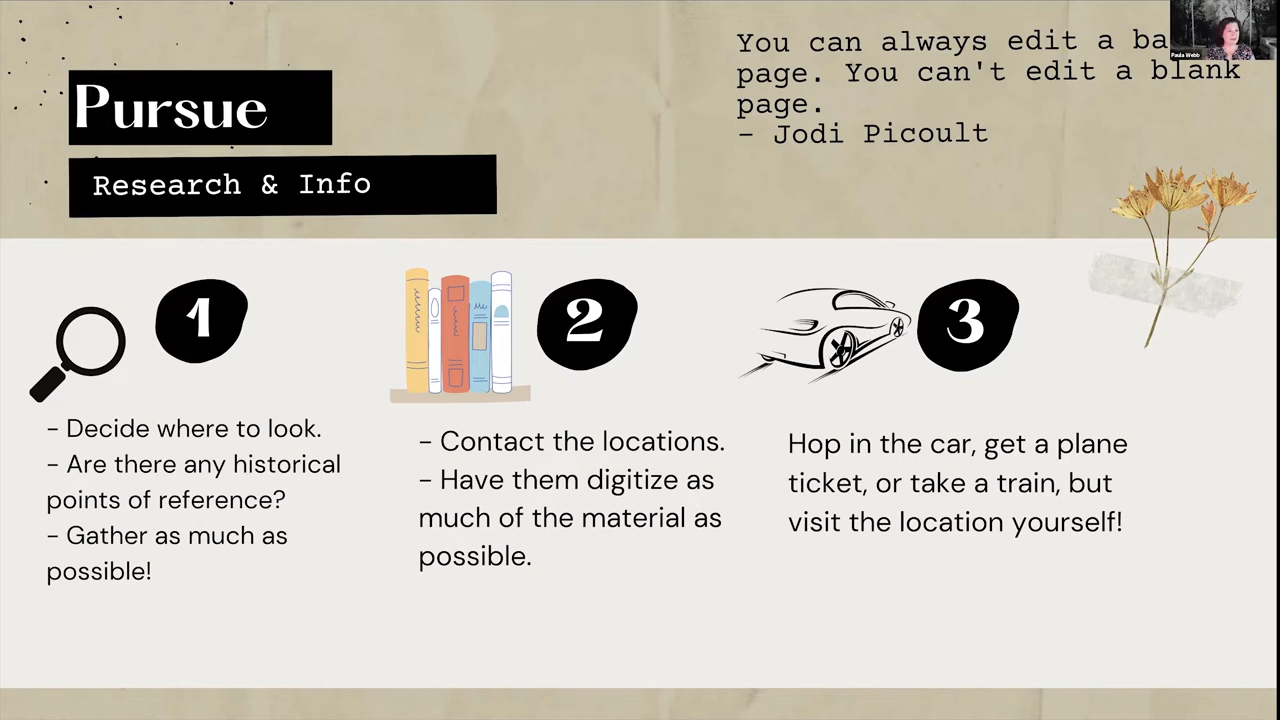 Pursue
Research & Info
You can always edit a
page. You can't edit a blank
page.
- Jodi Picoult
Paula Webb
1
- Decide where to look.
- Are there any historical
points of reference?
- Gather as much as
possible!
2
- Contact the locations.
- Have them digitize as
much of the material as
possible.
3
Hop in the car, get a plane
ticket, or take a train, but
visit the location yourself!